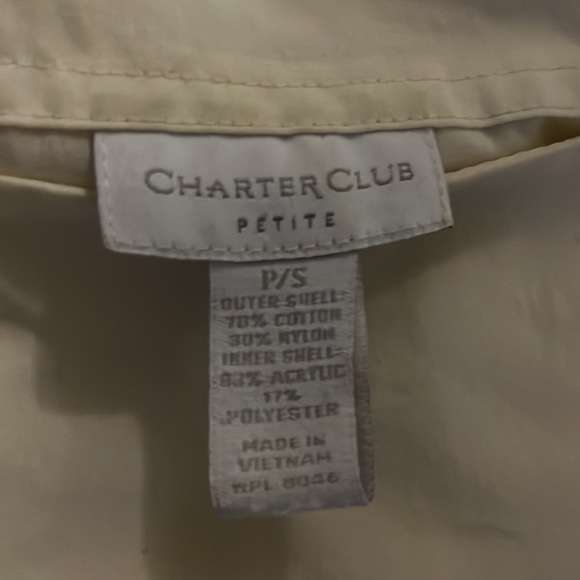 CHARTER CLUB
PETITE
P/S
OUTER SHELL:
70% COTTON
30% NYLON
INNER SHELL:
83% ACRYLIC
17%
POLYESTER
MADE IN
VIETNAM
WPL 8046